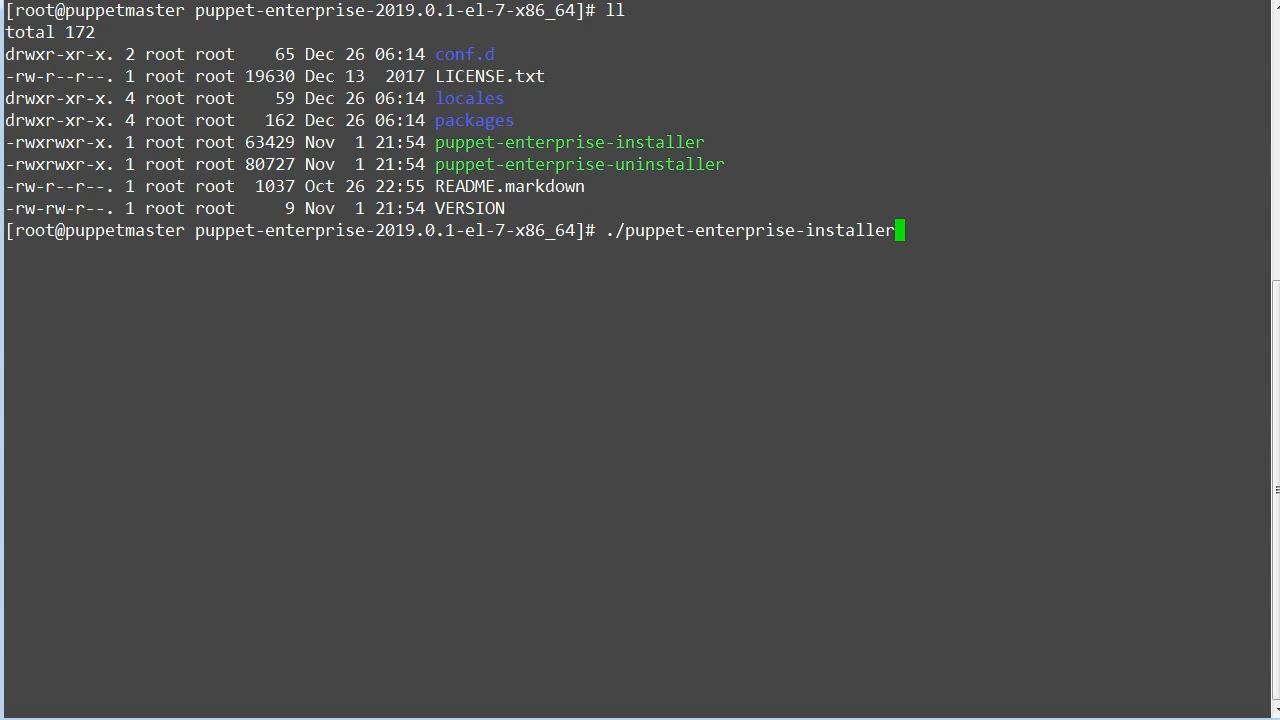 [root@puppetmaster puppet-enterprise-2019.0.1-el-7-x86_64]# ll
total 172
drwxr-xr-x. 2 root root    65 Dec 26 06:14 conf.d
-rw-r--r--. 1 root root 19630 Dec 13  2017 LICENSE.txt
drwxr-xr-x. 4 root root    59 Dec 26 06:14 locales
drwxr-xr-x. 4 root root   162 Dec 26 06:14 packages
-rwxrwxr-x. 1 root root 63429 Nov  1 21:54 puppet-enterprise-installer
-rwxrwxr-x. 1 root root 80727 Nov  1 21:54 puppet-enterprise-uninstaller
-rw-r--r--. 1 root root  1037 Oct 26 22:55 README.markdown
-rw-rw-r--. 1 root root     9 Nov  1 21:54 VERSION
[root@puppetmaster puppet-enterprise-2019.0.1-el-7-x86_64]# ./puppet-enterprise-installer